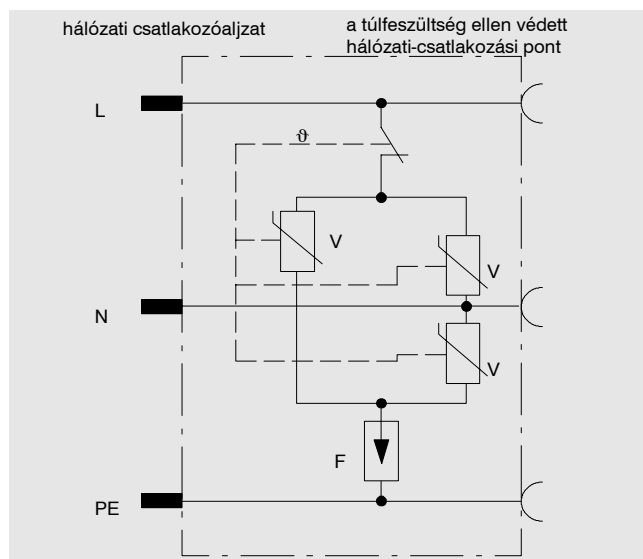 hálózati csatlakozóaljzat
a túlfeszültség ellen védett
hálózati-csatlakozási pont
L
ϑ
V
V
N
V
F
PE